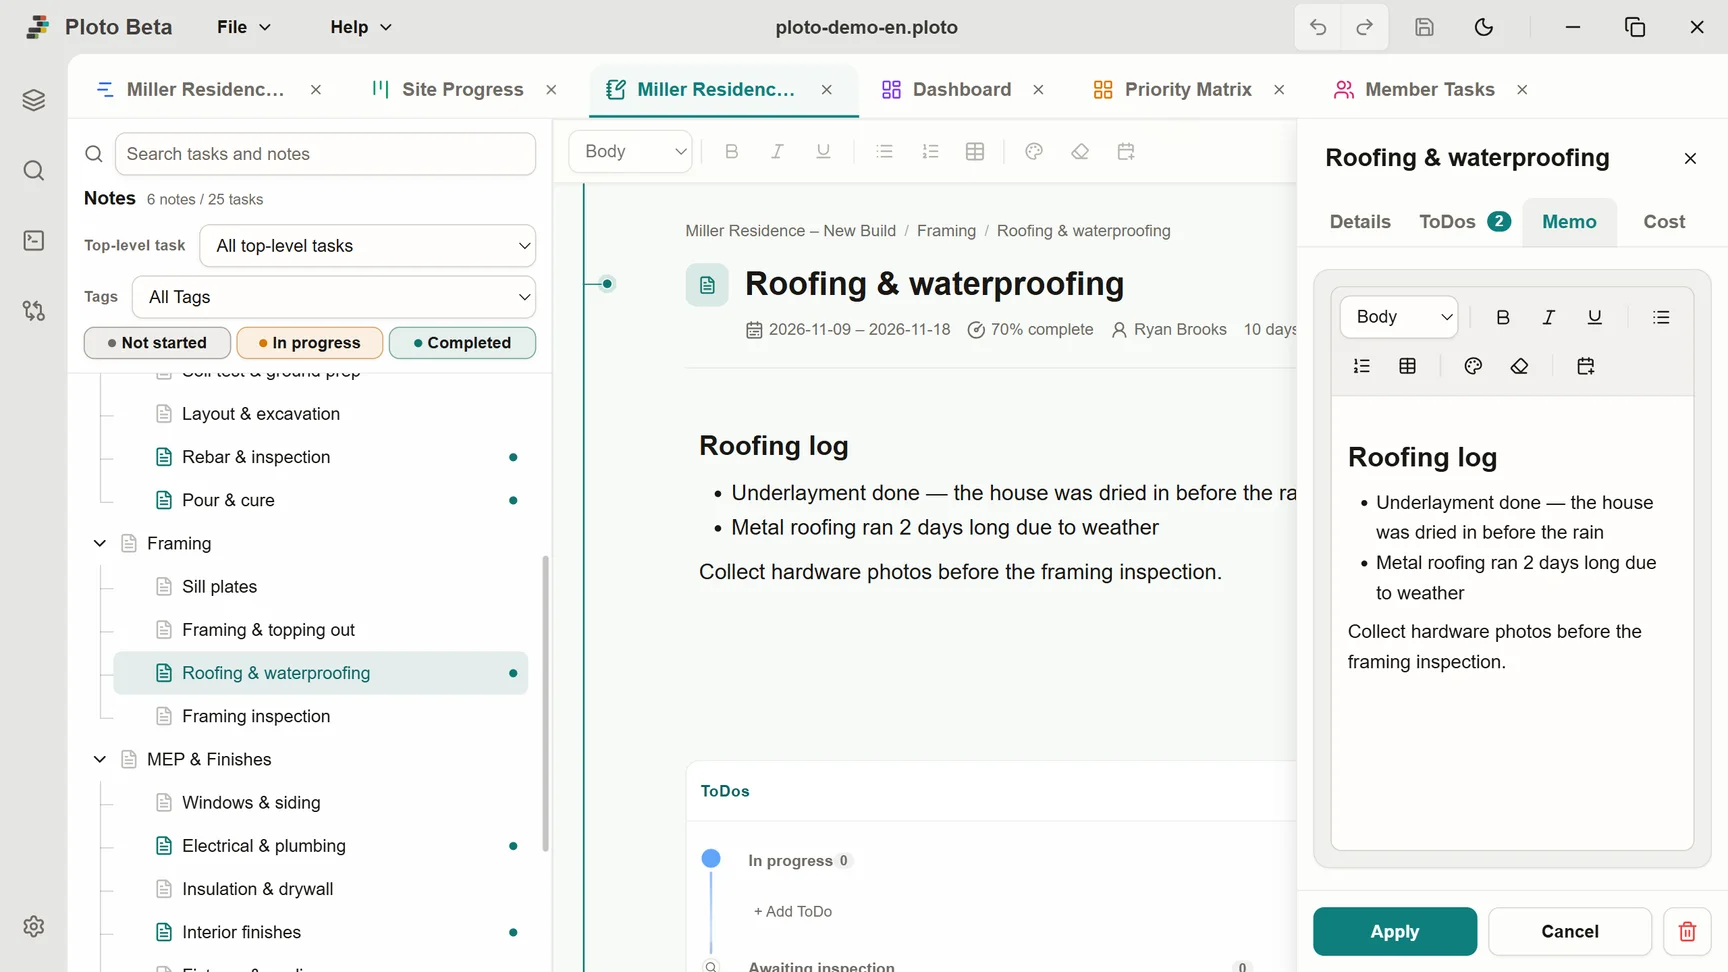 Ploto Beta
File
Help
ploto-demo-en.ploto
Miller Residenc...
Site Progress
Miller Residenc...
Dashboard
Priority Matrix
Member Tasks
Search tasks and notes
Notes 6 notes / 25 tasks
Top-level task All top-level tasks
Tags All Tags
Not started
In progress
Completed
Layout & excavation
Rebar & inspection
Pour & cure
Framing
Sill plates
Framing & topping out
Roofing & waterproofing
Framing inspection
MEP & Finishes
Windows & siding
Electrical & plumbing
Insulation & drywall
Interior finishes
Body
B I U
Miller Residence – New Build / Framing / Roofing & waterproofing
Roofing & waterproofing
2026-11-09 – 2026-11-18 70% complete Ryan Brooks 10 days
Roofing log
• Underlayment done — the house was dried in before the ra
• Metal roofing ran 2 days long due to weather
Collect hardware photos before the framing inspection.
ToDos
In progress 0
+ Add ToDo
Awaiting inspection 0
Roofing & waterproofing
Details
ToDos 2
Memo
Cost
Body
B I U
Roofing log
• Underlayment done — the house
was dried in before the rain
• Metal roofing ran 2 days long due
to weather
Collect hardware photos before the
framing inspection.
Apply
Cancel